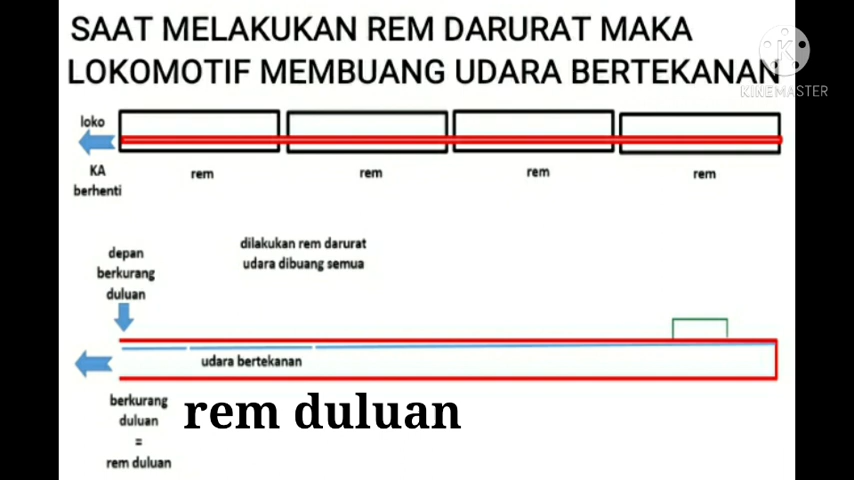 SAAT MELAKUKAN REM DARURAT MAKA
LOKOMOTIF MEMBUANG UDARA BERTEKANAN
KINEMASTER
loko
KA
berhenti
rem
rem
rem
rem
dilakukan rem darurat
udara dibuang semua
depan
berkurang
duluan
udara bertekanan
berkurang
duluan
=
rem duluan
rem duluan